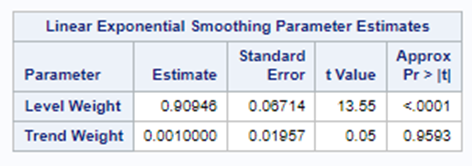 Linear Exponential Smoothing Parameter Estimates
Parameter Estimate Standard Error t Value Approx Pr > |t|
Level Weight 0.90946 0.06714 13.55 <.0001
Trend Weight 0.0010000 0.01957 0.05 0.9593